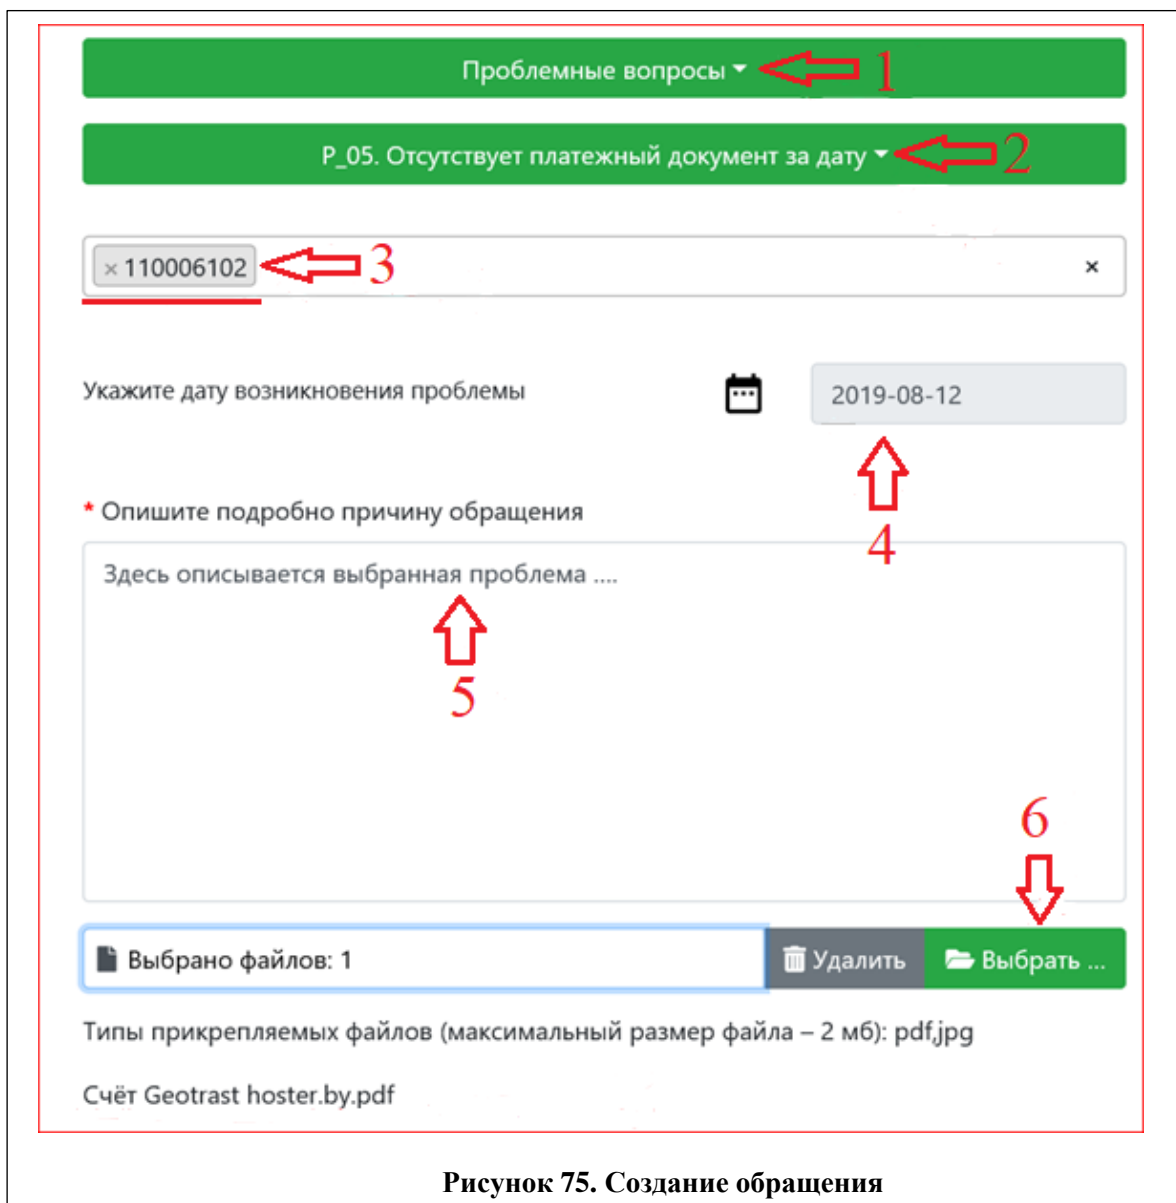 Проблемные вопросы 1
P_05. Отсутствует платежный документ за дату 2
× 110006102 3 ×
Укажите дату возникновения проблемы 2019-08-12
4
* Опишите подробно причину обращения
Здесь описывается выбранная проблема ....
5
6
Выбрано файлов: 1 Удалить Выбрать ...
Типы прикрепляемых файлов (максимальный размер файла – 2 мб): pdf,jpg
Счёт Geotrast hoster.by.pdf
Рисунок 75. Создание обращения